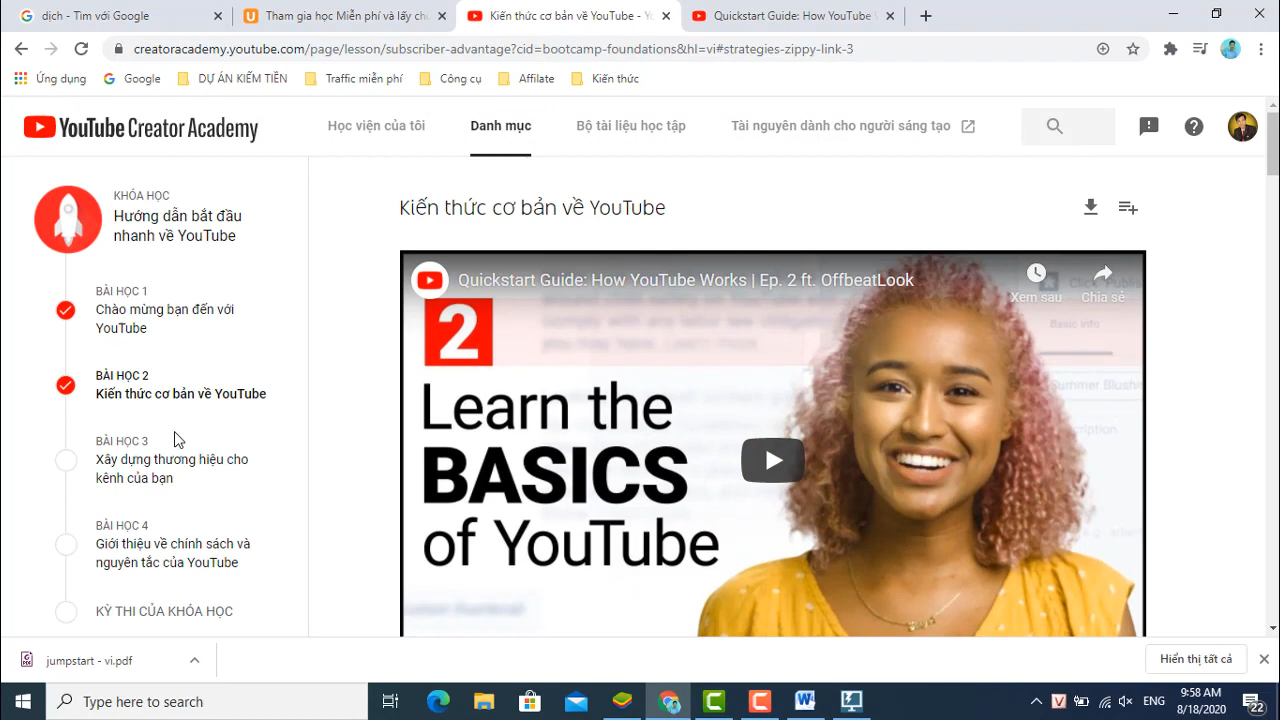 dịch - Tìm với Google
Tham gia học Miễn phí và lấy chu
Kiến thức cơ bản về YouTube - Yo
Quickstart Guide: How YouTube W
creatoracademy.youtube.com/page/lesson/subscriber-advantage?cid=bootcamp-foundations&hl=vi#strategies-zippy-link-3
Ứng dụng Google DỰ ÁN KIẾM TIỀN Traffic miễn phí Công cụ Affilate Kiến thức
YouTube Creator Academy
Học viện của tôi Danh mục Bộ tài liệu học tập Tài nguyên dành cho người sáng tạo
KHÓA HỌC
Hướng dẫn bắt đầu
nhanh về YouTube
BÀI HỌC 1
Chào mừng bạn đến với
YouTube
BÀI HỌC 2
Kiến thức cơ bản về YouTube
BÀI HỌC 3
Xây dựng thương hiệu cho
kênh của bạn
BÀI HỌC 4
Giới thiệu về chính sách và
nguyên tắc của YouTube
KỲ THI CỦA KHÓA HỌC
Kiến thức cơ bản về YouTube
Quickstart Guide: How YouTube Works | Ep. 2 ft. OffbeatLook
Xem sau Chia sẻ
2
Learn the
BASICS
of YouTube
Basic info
Summer Blushi
jumpstart - vi.pdf
Hiển thị tất cả
Type here to search
ENG
9:58 AM
8/18/2020
22